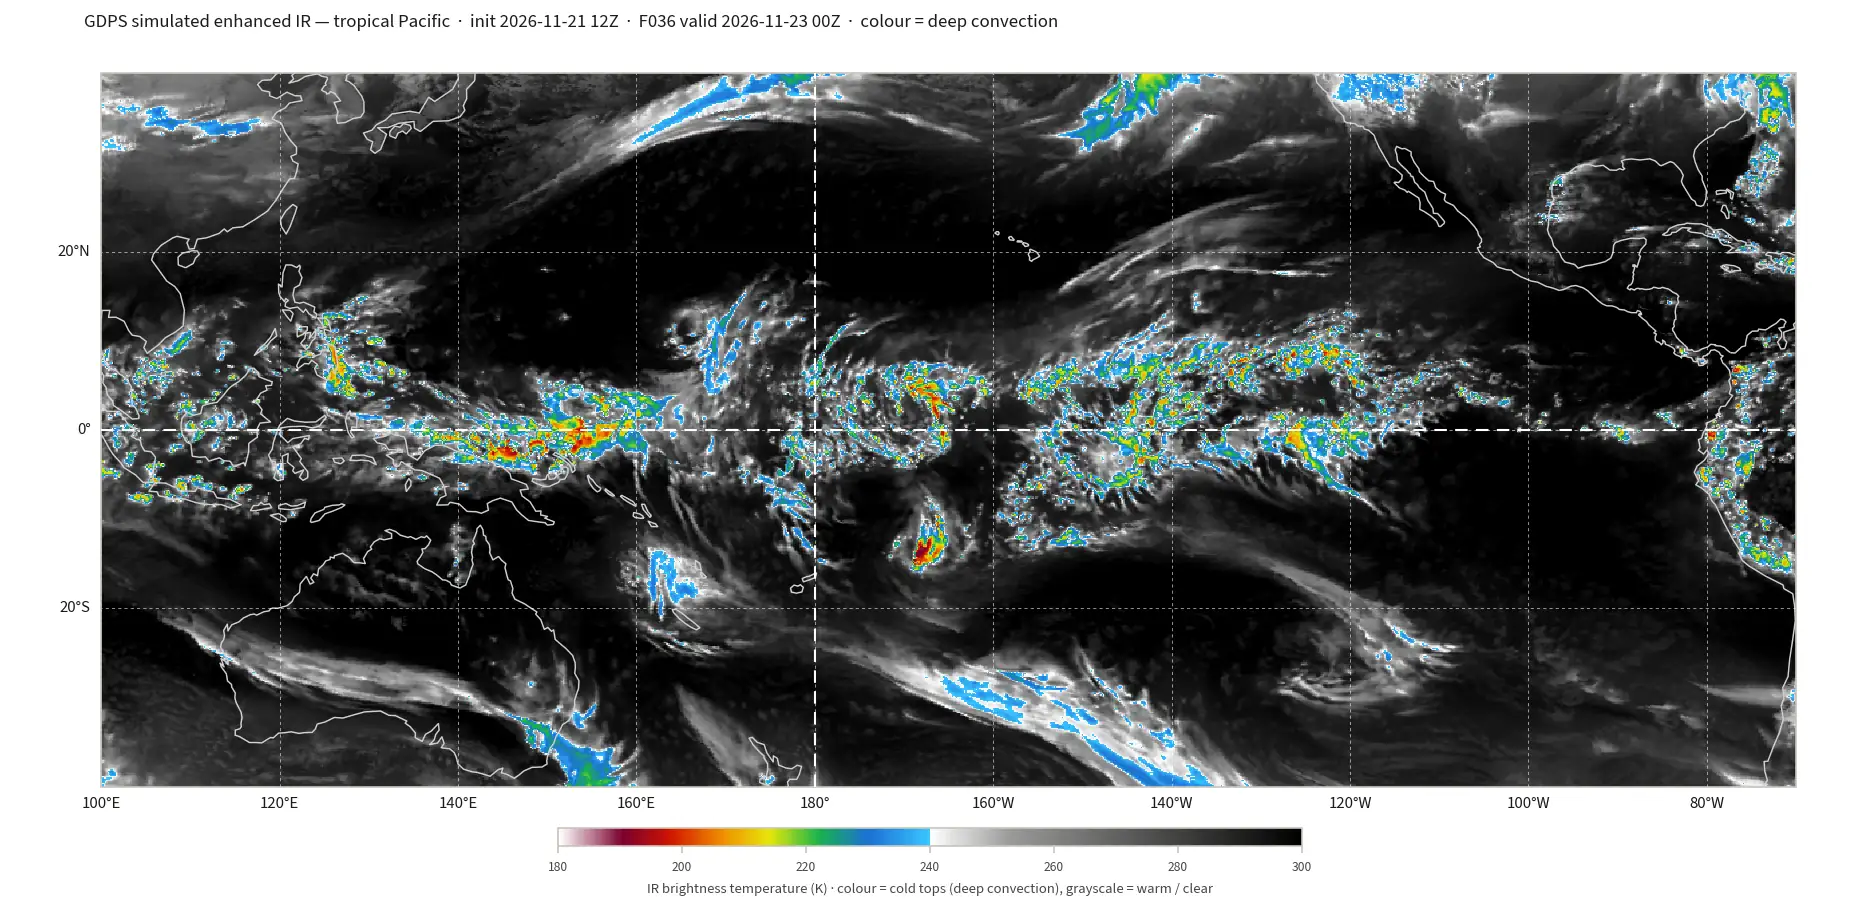 GDPS simulated enhanced IR — tropical Pacific · init 2026-11-21 12Z · F036 valid 2026-11-23 00Z · colour = deep convection
20°N
0°
20°S
100°E 120°E 140°E 160°E 180° 160°W 140°W 120°W 100°W 80°W
180 200 220 240 260 280 300
IR brightness temperature (K) · colour = cold tops (deep convection), grayscale = warm / clear